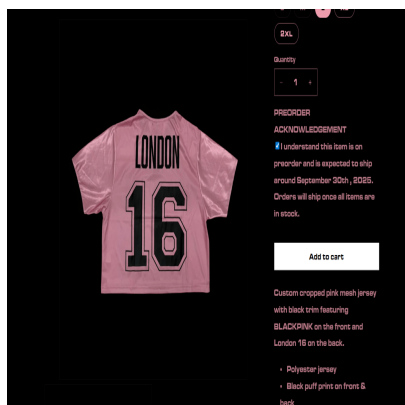 2XL
Quantity
- 1 +
PREORDER
ACKNOWLEDGEMENT
I understand this item is on
preorder and is expected to ship
around September 30th , 2025.
Orders will ship once all items are
in stock.
Add to cart
Custom cropped pink mesh jersey
with black trim featuring
BLACKPINK on the front and
London 16 on the back.
Polyester jersey
Black puff print on front &
back
LONDON
16